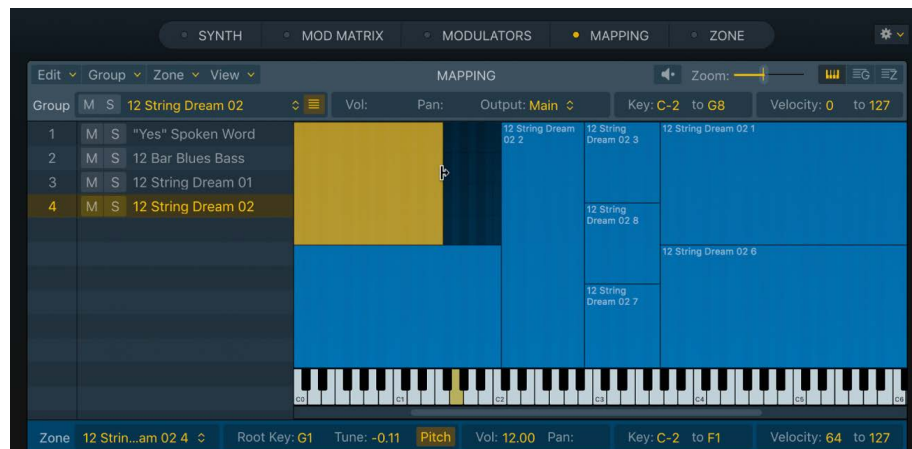 SYNTH MOD MATRIX MODULATORS MAPPING ZONE
Edit Group Zone View MAPPING Zoom: G Z
Group M S 12 String Dream 02 Vol: Pan: Output: Main Key: C-2 to G8 Velocity: 0 to 127
1 M S "Yes" Spoken Word
2 M S 12 Bar Blues Bass
3 M S 12 String Dream 01
4 M S 12 String Dream 02
12 String Dream
02 2
12 String
Dream 02 3
12 String Dream 02 1
12 String
Dream 02 8
12 String Dream 02 6
12 String
Dream 02 7
C0 C1 C2 C3 C4 C5 C6
Zone 12 Strin...am 02 4 Root Key: G1 Tune: -0.11 Pitch Vol: 12.00 Pan: Key: C-2 to F1 Velocity: 64 to 127